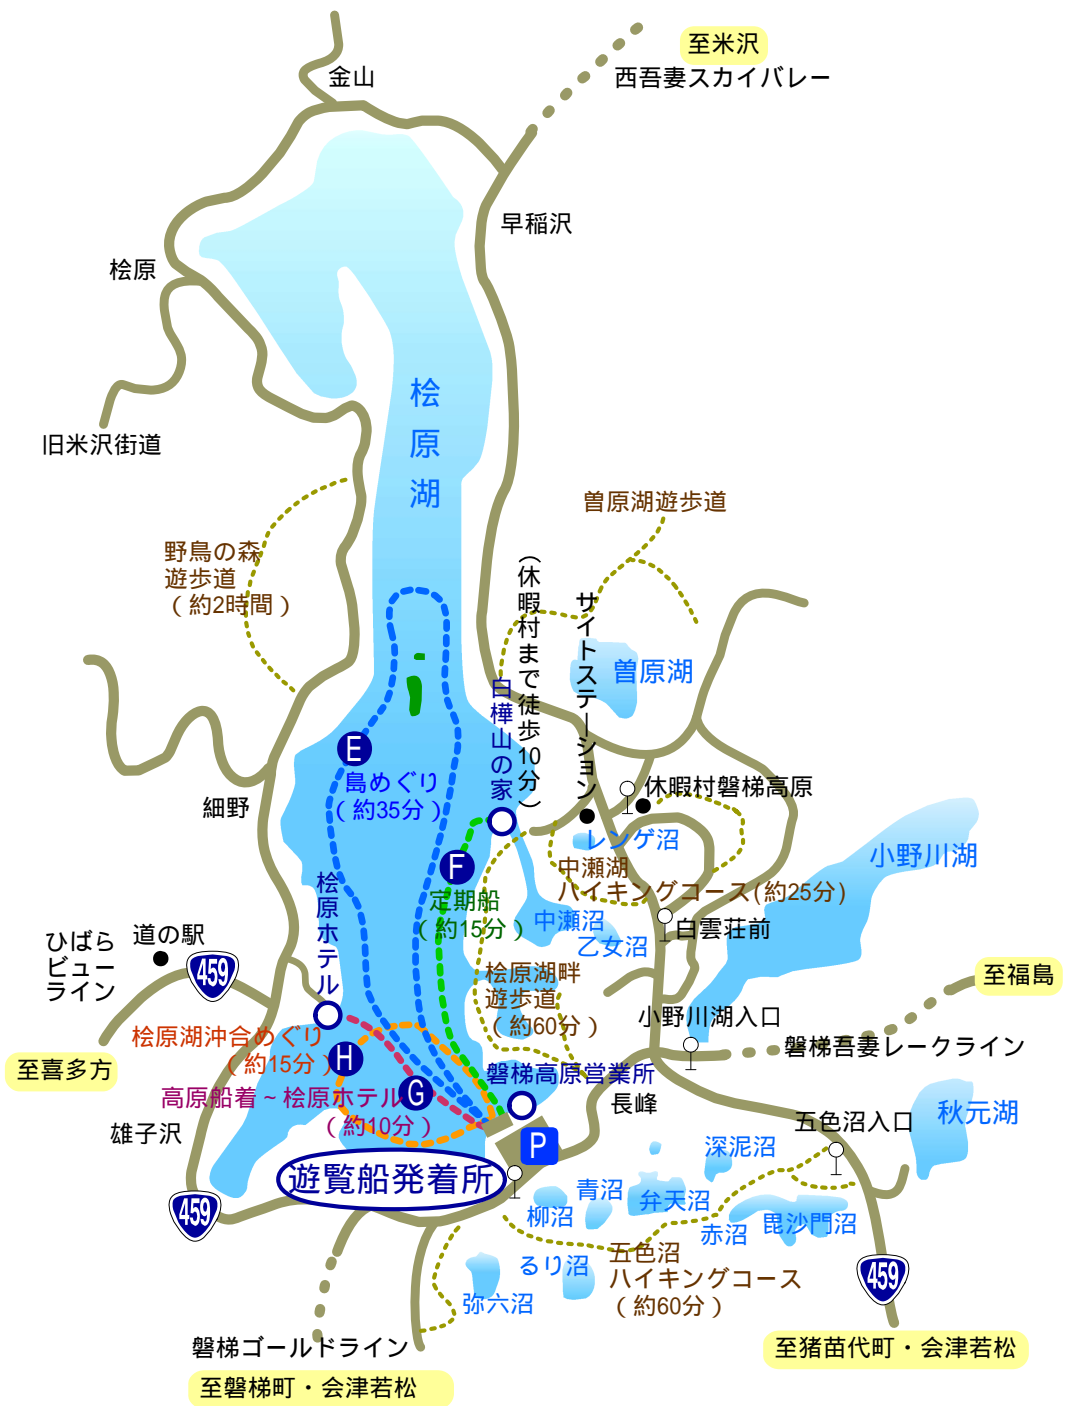 至米沢
西吾妻スカイバレー
金山
早稲沢
桧原
旧米沢街道
桧原湖
曽原湖遊歩道
野鳥の森
遊歩道
（約2時間）
（休暇村まで徒歩10分）
白樺山の家
サイトステーション
曽原湖
E
島めぐり
（約35分）
細野
休暇村磐梯高原
レンゲ沼
小野川湖
F
定期船
（約15分）
中瀬湖
ハイキングコース(約25分)
中瀬沼
乙女沼
白雲荘前
桧原ホテル
道の駅
ひばら
ビュー
ライン
459
桧原湖畔
遊歩道
（約60分）
至福島
小野川湖入口
磐梯吾妻レークライン
桧原湖沖合めぐり
（約15分）
H
至喜多方
高原船着～桧原ホテル
（約10分）
G
磐梯高原営業所
長峰
秋元湖
五色沼入口
雄子沢
P
深泥沼
遊覧船発着所
青沼
弁天沼
柳沼
赤沼
毘沙門沼
459
るり沼
五色沼
ハイキングコース
（約60分）
弥六沼
459
磐梯ゴールドライン
至猪苗代町・会津若松
至磐梯町・会津若松